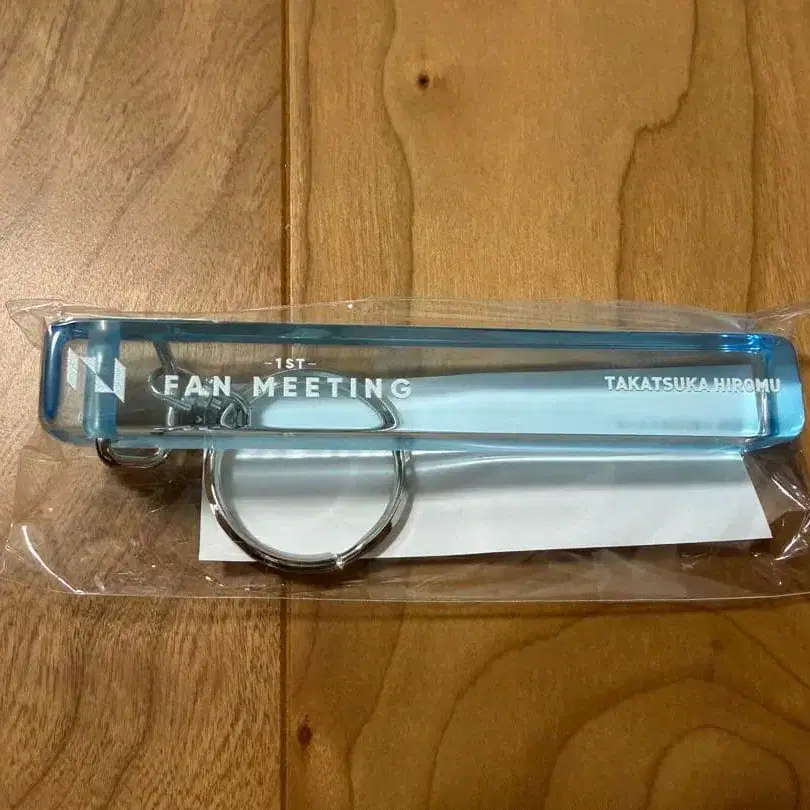 -1ST-
FAN MEETING
TAKATSUKA HIROMU